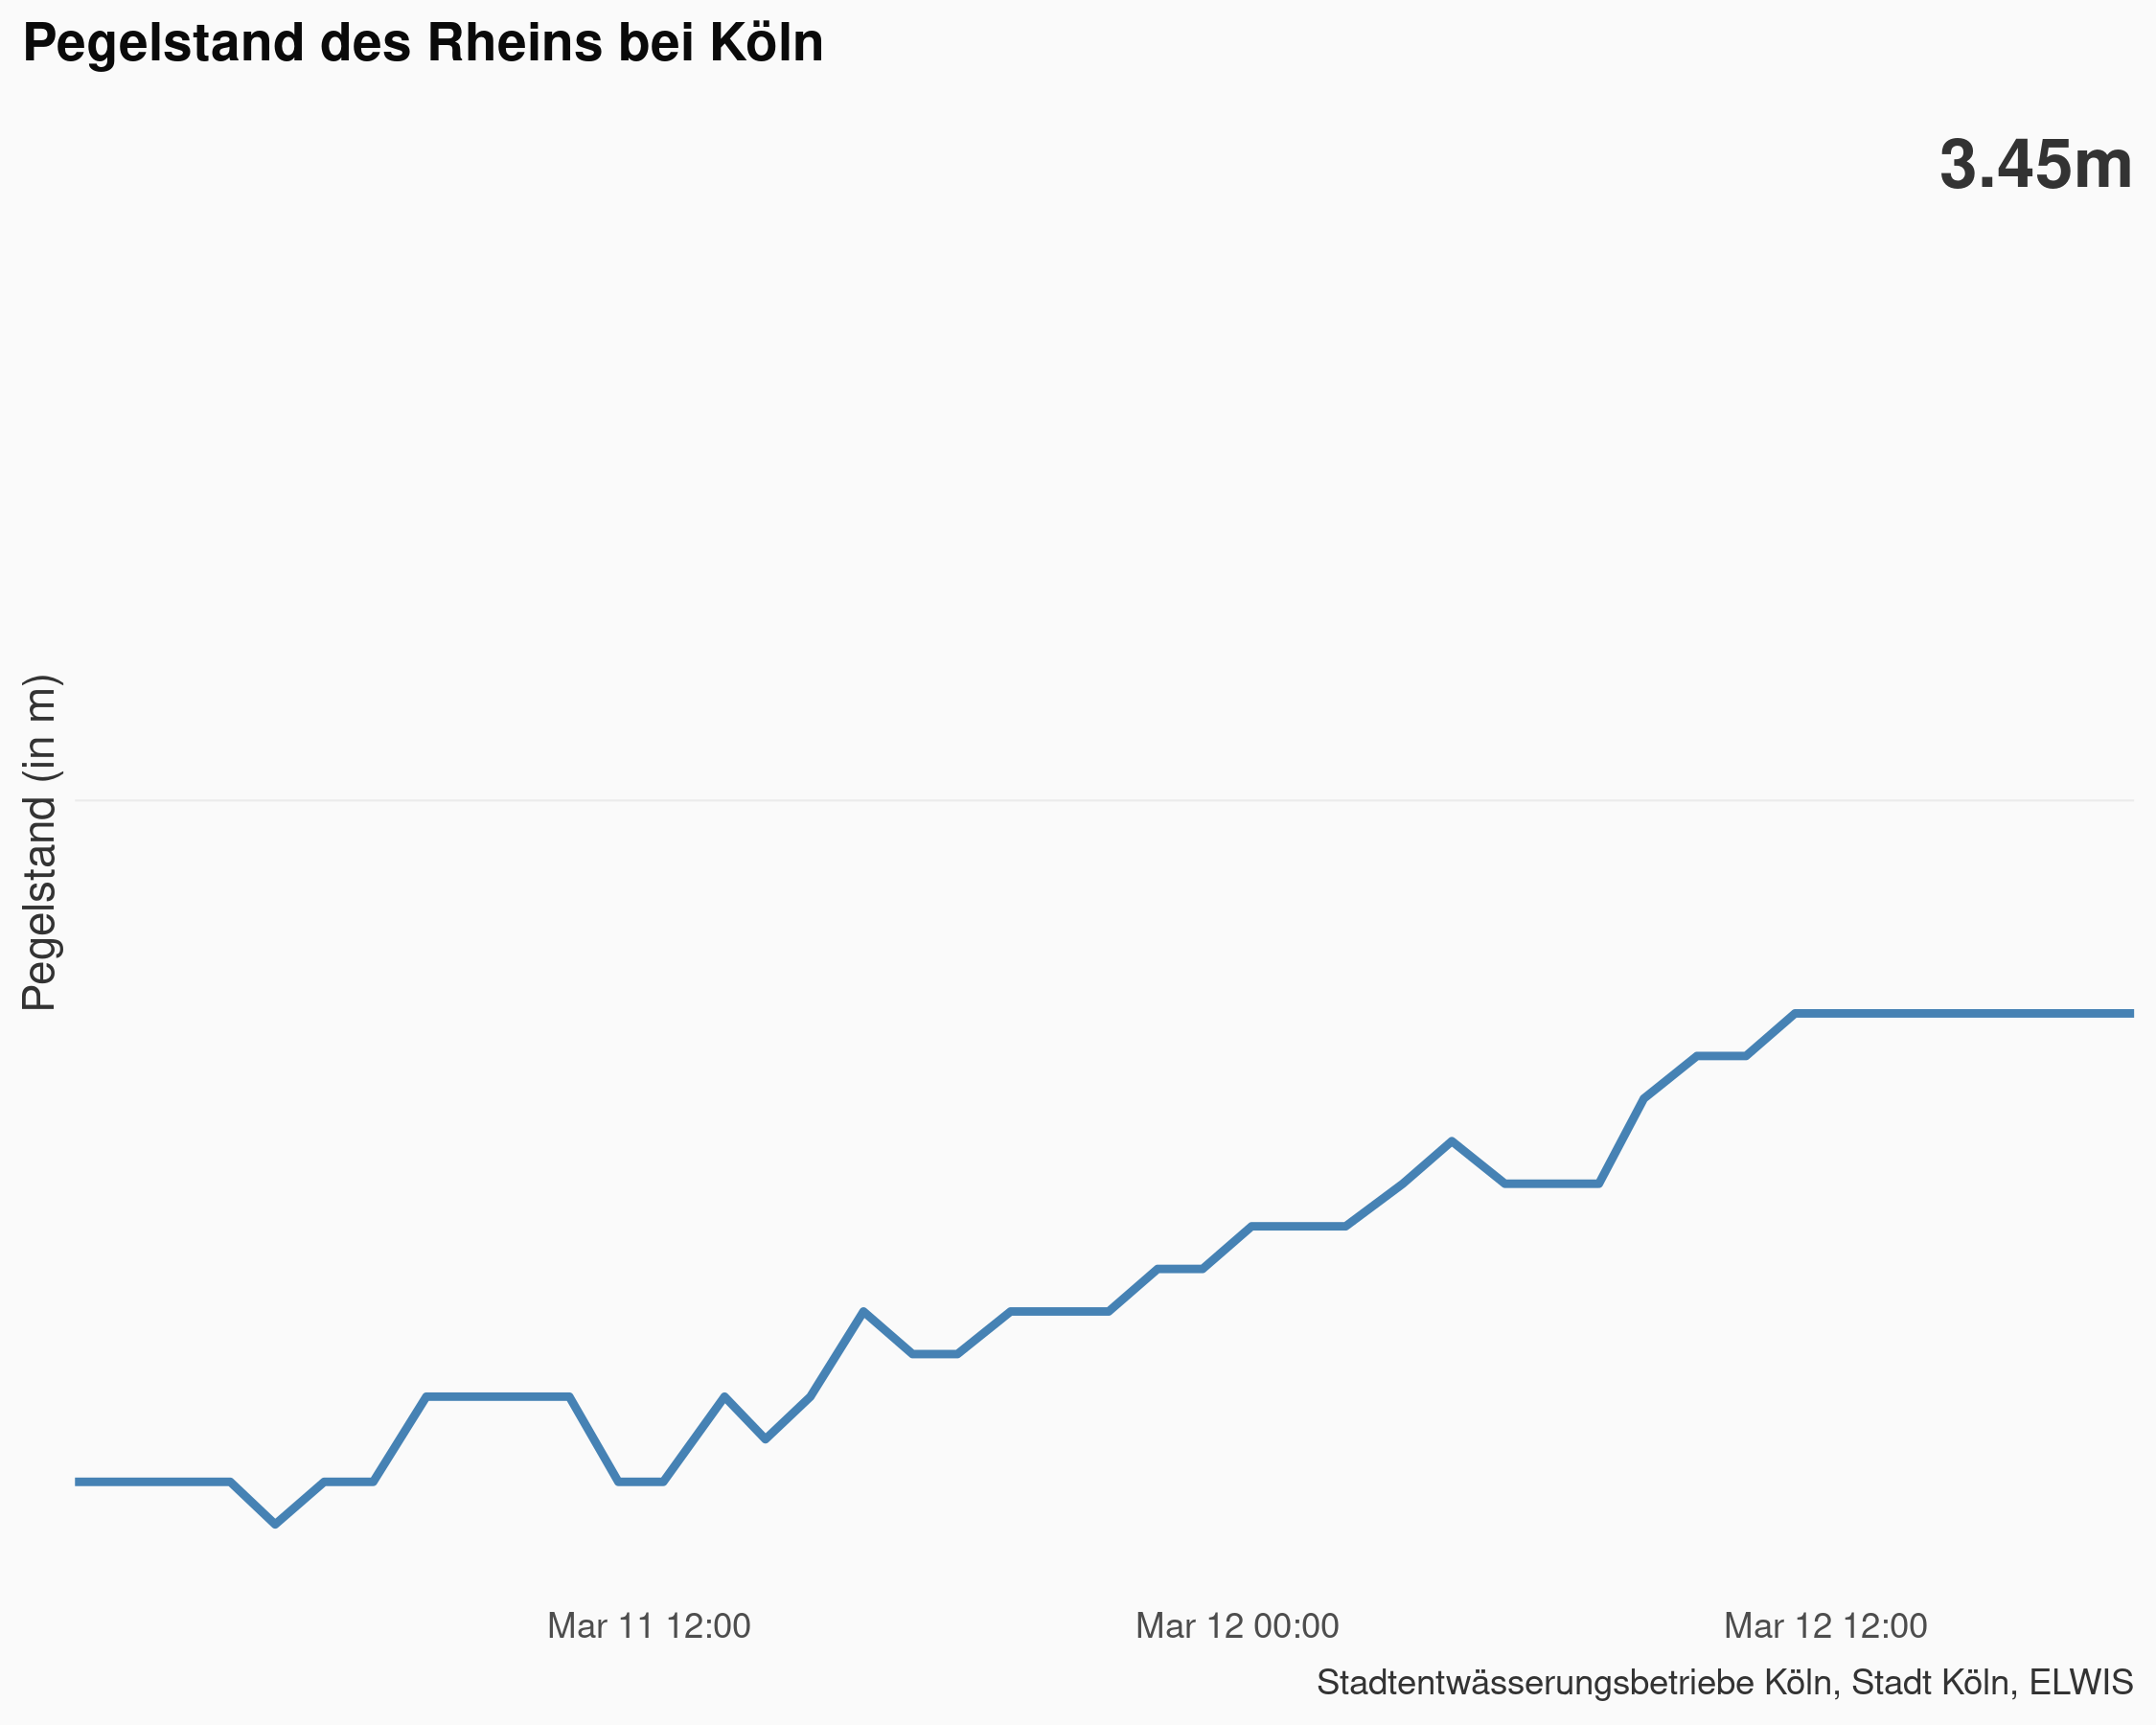 Pegelstand des Rheins bei Köln
3.45m
Pegelstand (in m)
Mar 11 12:00
Mar 12 00:00
Mar 12 12:00
Stadtentwässerungsbetriebe Köln, Stadt Köln, ELWIS